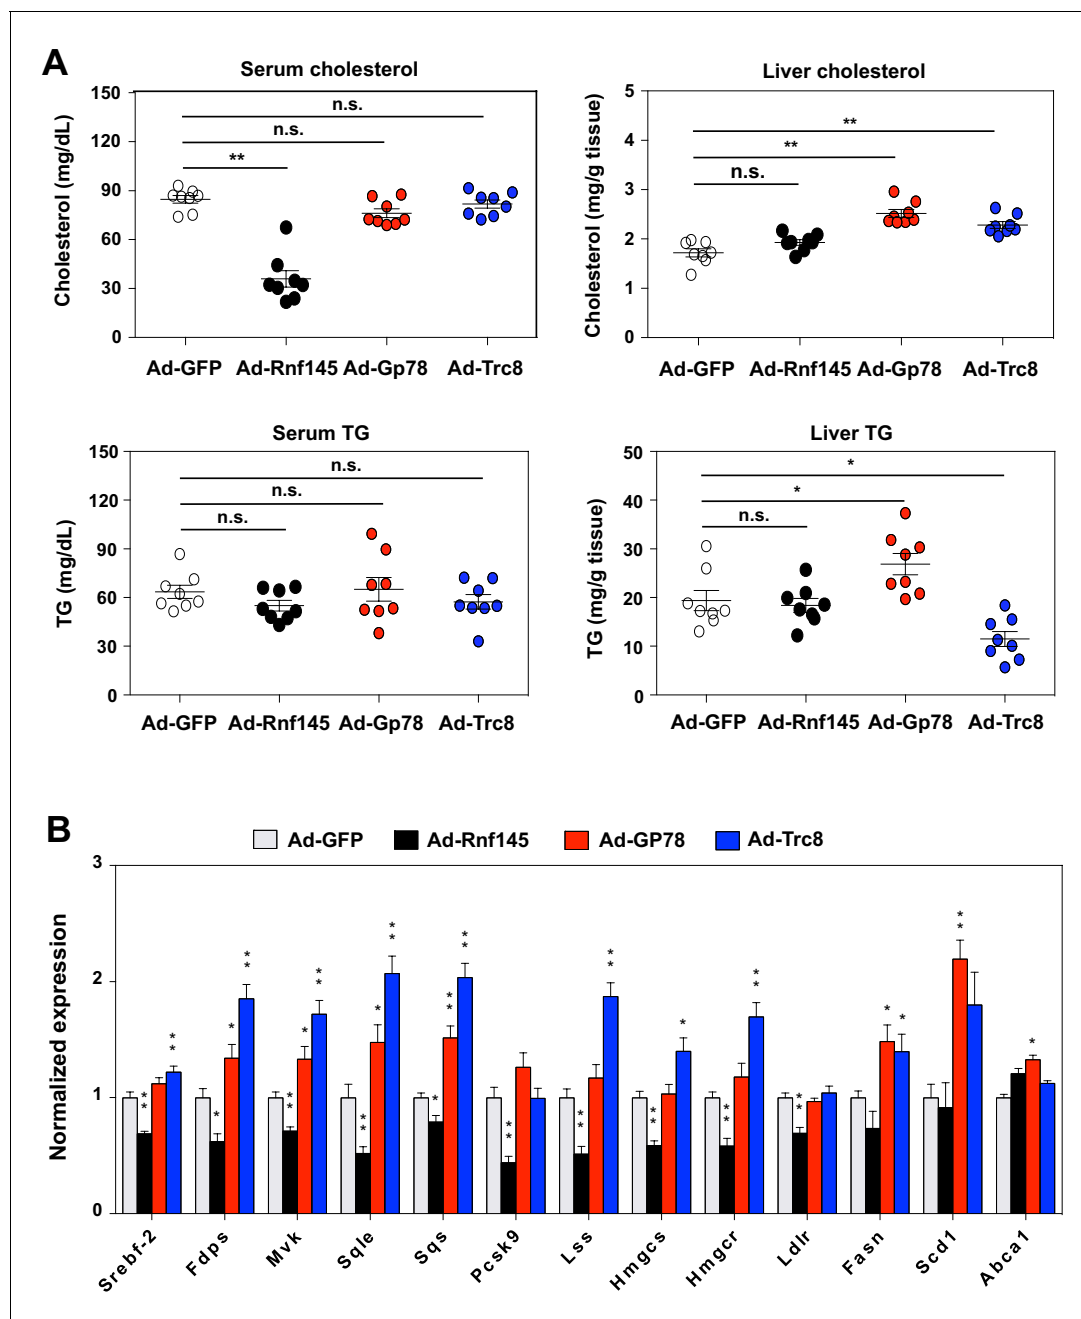 A
Serum cholesterol
Cholesterol (mg/dL)
150
120
90
60
30
0
n.s.
n.s.
**
Ad-GFP Ad-Rnf145 Ad-Gp78 Ad-Trc8
Liver cholesterol
Cholesterol (mg/g tissue)
5
4
3
2
1
0
**
**
n.s.
Ad-GFP Ad-Rnf145 Ad-Gp78 Ad-Trc8
Serum TG
TG (mg/dL)
150
120
90
60
30
0
n.s.
n.s.
n.s.
Ad-GFP Ad-Rnf145 Ad-Gp78 Ad-Trc8
Liver TG
TG (mg/g tissue)
50
40
30
20
10
0
*
*
n.s.
Ad-GFP Ad-Rnf145 Ad-Gp78 Ad-Trc8
B
Ad-GFP Ad-Rnf145 Ad-GP78 Ad-Trc8
Normalized expression
3
2
1
0
** ** * * ** ** * ** ** * ** * ** ** ** ** ** ** * ** ** ** * * ** *
Srebf-2 Fdps Mvk Sqle Sqs Pcsk9 Lss Hmgcs Hmgcr Ldlr Fasn Scd1 Abca1